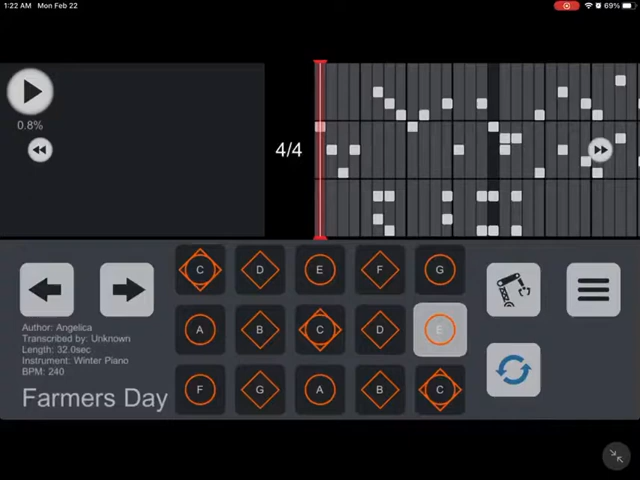 1:22 AM Mon Feb 22
69%
0.8%
4/4
C D E F G
A B C D E
F G A B C
Author: Angelica
Transcribed by: Unknown
Length: 32.0sec
Instrument: Winter Piano
BPM: 240
Farmers Day